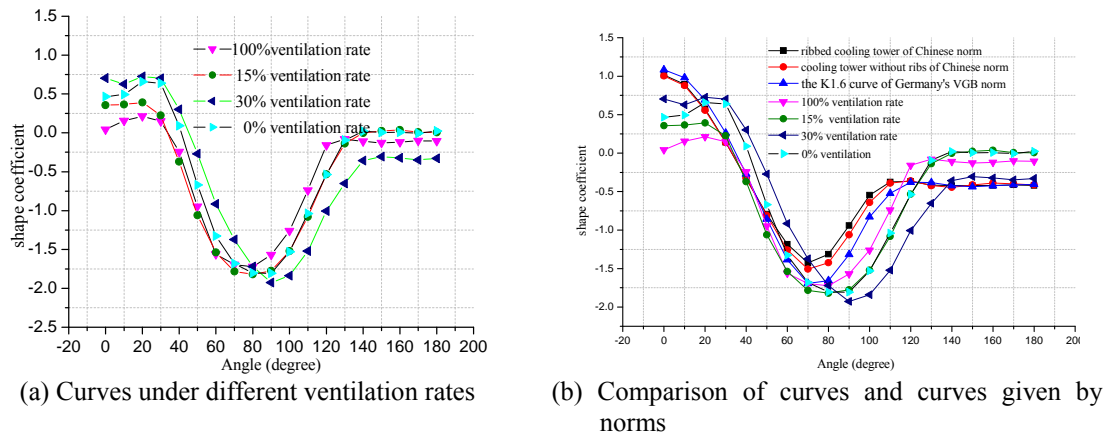 1.5
1.0
0.5
0.0
-0.5
-1.0
-1.5
-2.0
-2.5
shape coefficient
100%ventilation rate
15% ventilation rate
30% ventilation rate
0% ventilation rate
-20 0 20 40 60 80 100 120 140 160 180 200
Angle (degree)
(a) Curves under different ventilation rates
1.5
1.0
0.5
0.0
-0.5
-1.0
-1.5
-2.0
shape coefficient
ribbed cooling tower of Chinese norm
cooling tower without ribs of Chinese norm
the K1.6 curve of Germany's VGB norm
100% ventilation rate
15% ventilation rate
30% ventilation rate
0% ventilation
-20 0 20 40 60 80 100 120 140 160 180 200
Angle (degree)
(b) Comparison of curves and curves given by
norms